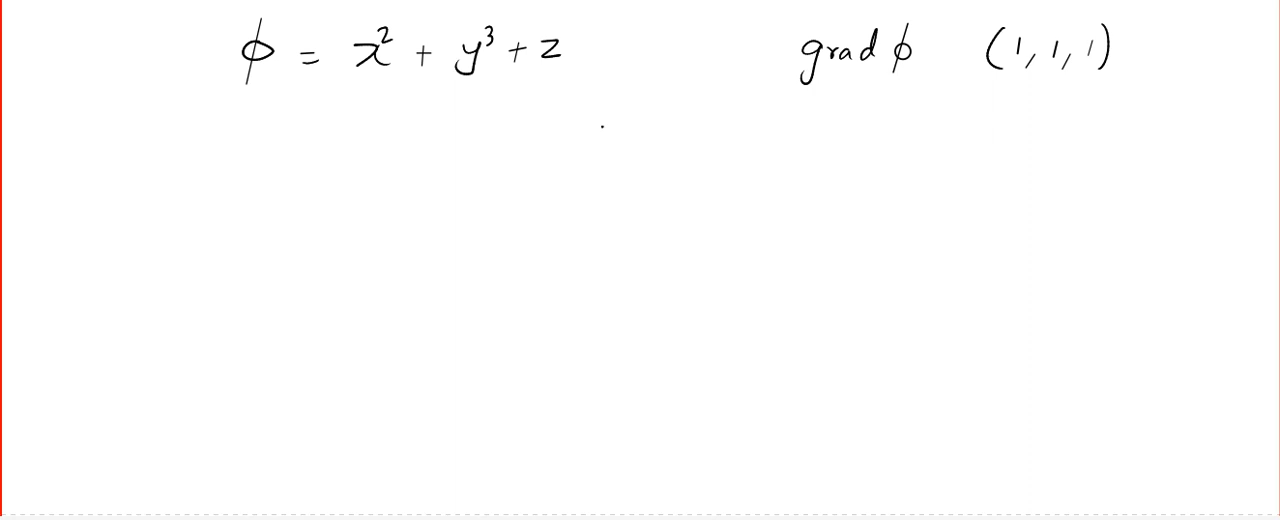 ϕ = x² + y³ + z grad ϕ (1, 1, 1)